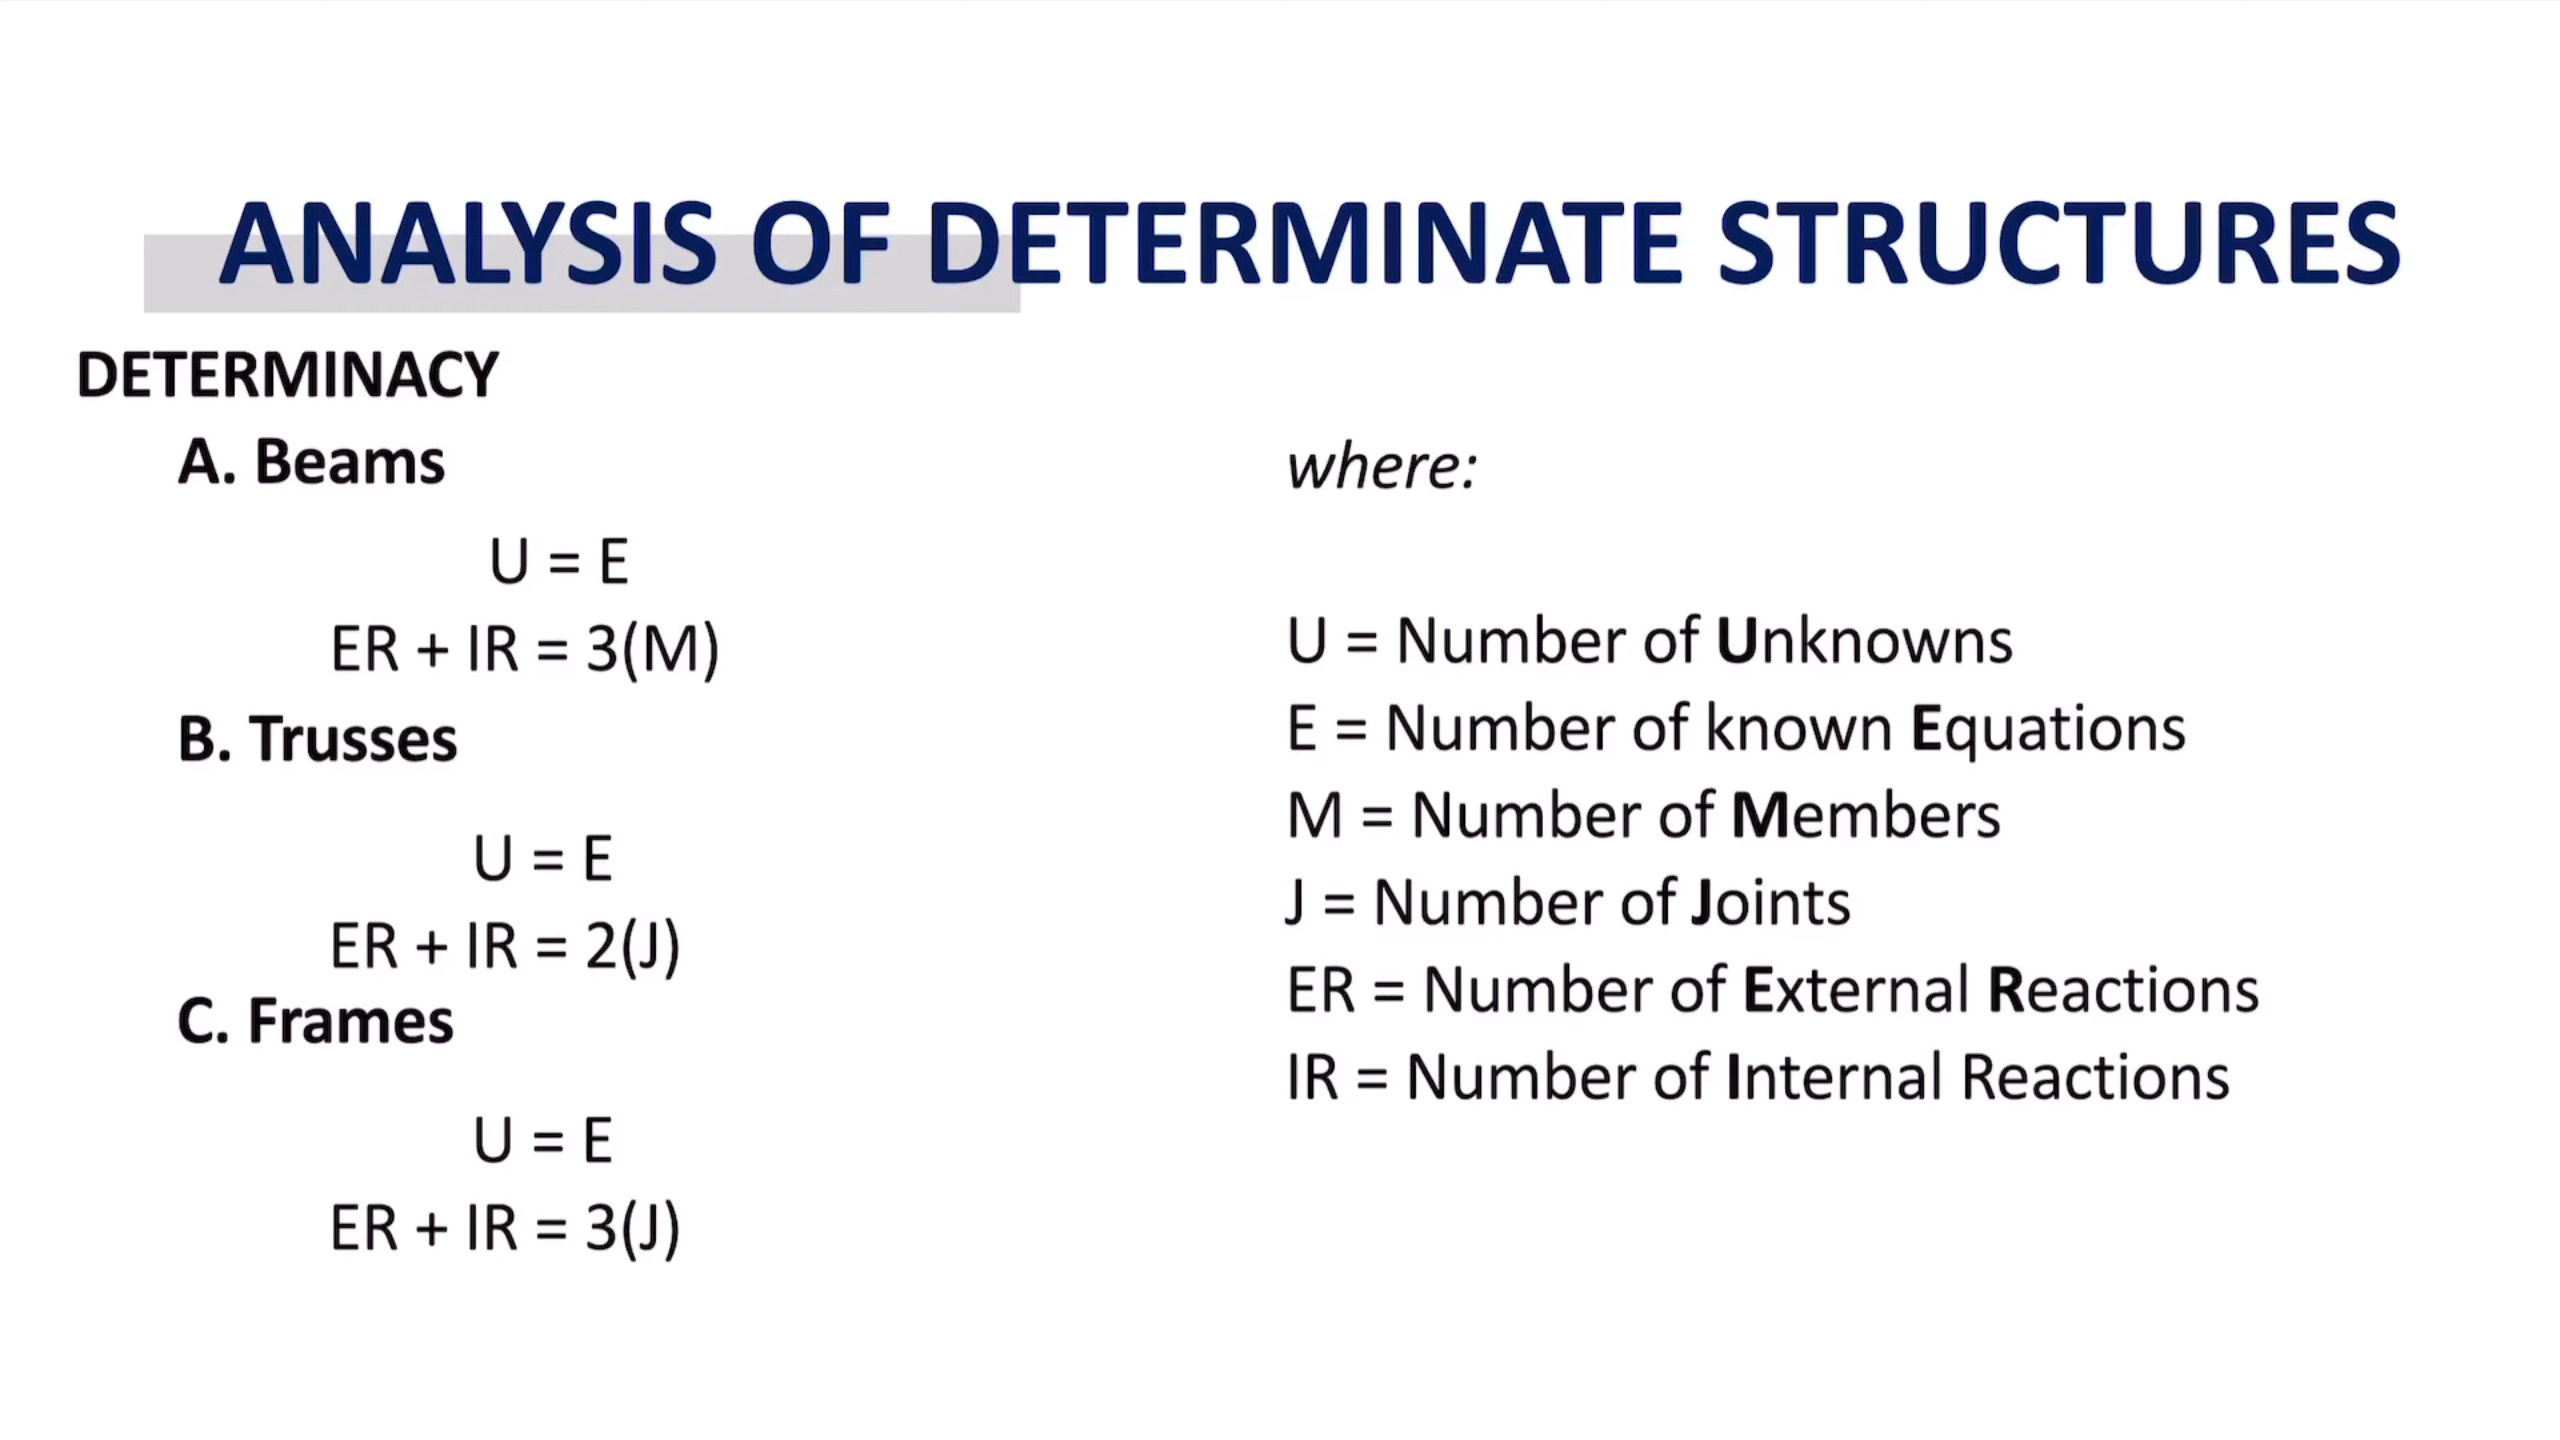 ANALYSIS OF DETERMINATE STRUCTURES
DETERMINACY
A. Beams
U = E
ER + IR = 3(M)
B. Trusses
U = E
ER + IR = 2(J)
C. Frames
U = E
ER + IR = 3(J)
where:
U = Number of Unknowns
E = Number of known Equations
M = Number of Members
J = Number of Joints
ER = Number of External Reactions
IR = Number of Internal Reactions